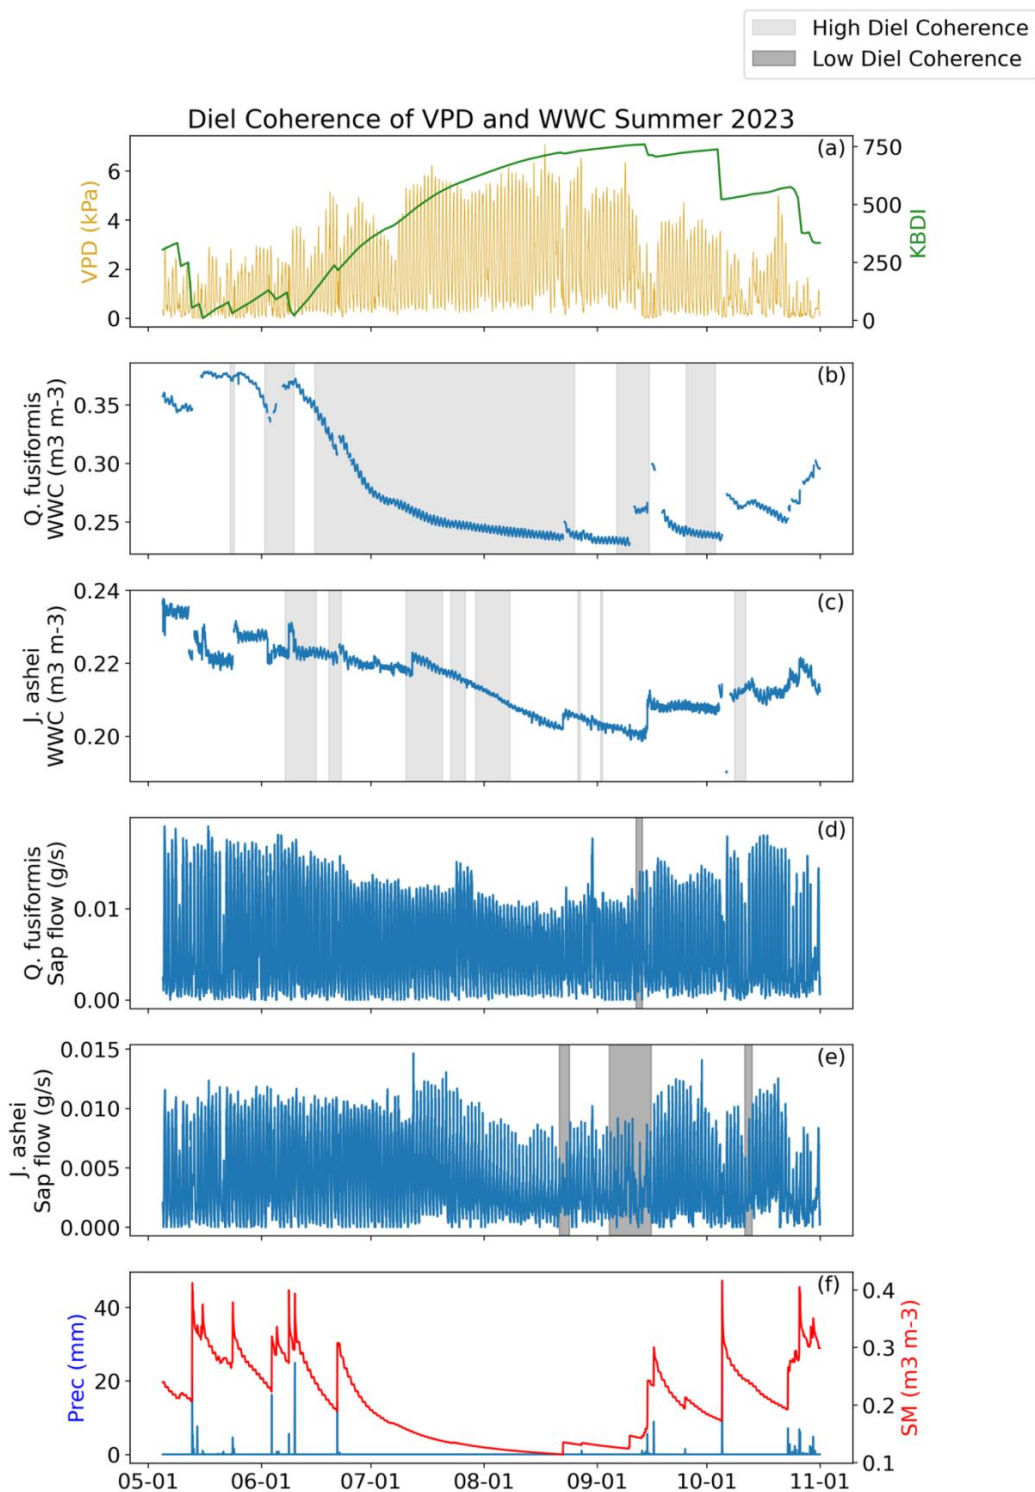 High Diel Coherence
Low Diel Coherence
Diel Coherence of VPD and WWC Summer 2023
(a)
VPD (kPa)
6
4
2
0
KBDI
750
500
250
0
(b)
Q. fusiformis
WWC (m3 m-3)
0.35
0.30
0.25
(c)
J. ashei
WWC (m3 m-3)
0.24
0.22
0.20
(d)
Q. fusiformis
Sap flow (g/s)
0.01
0.00
(e)
J. ashei
Sap flow (g/s)
0.015
0.010
0.005
0.000
(f)
Prec (mm)
40
20
0
SM (m3 m-3)
0.4
0.3
0.2
0.1
05-01 06-01 07-01 08-01 09-01 10-01 11-01